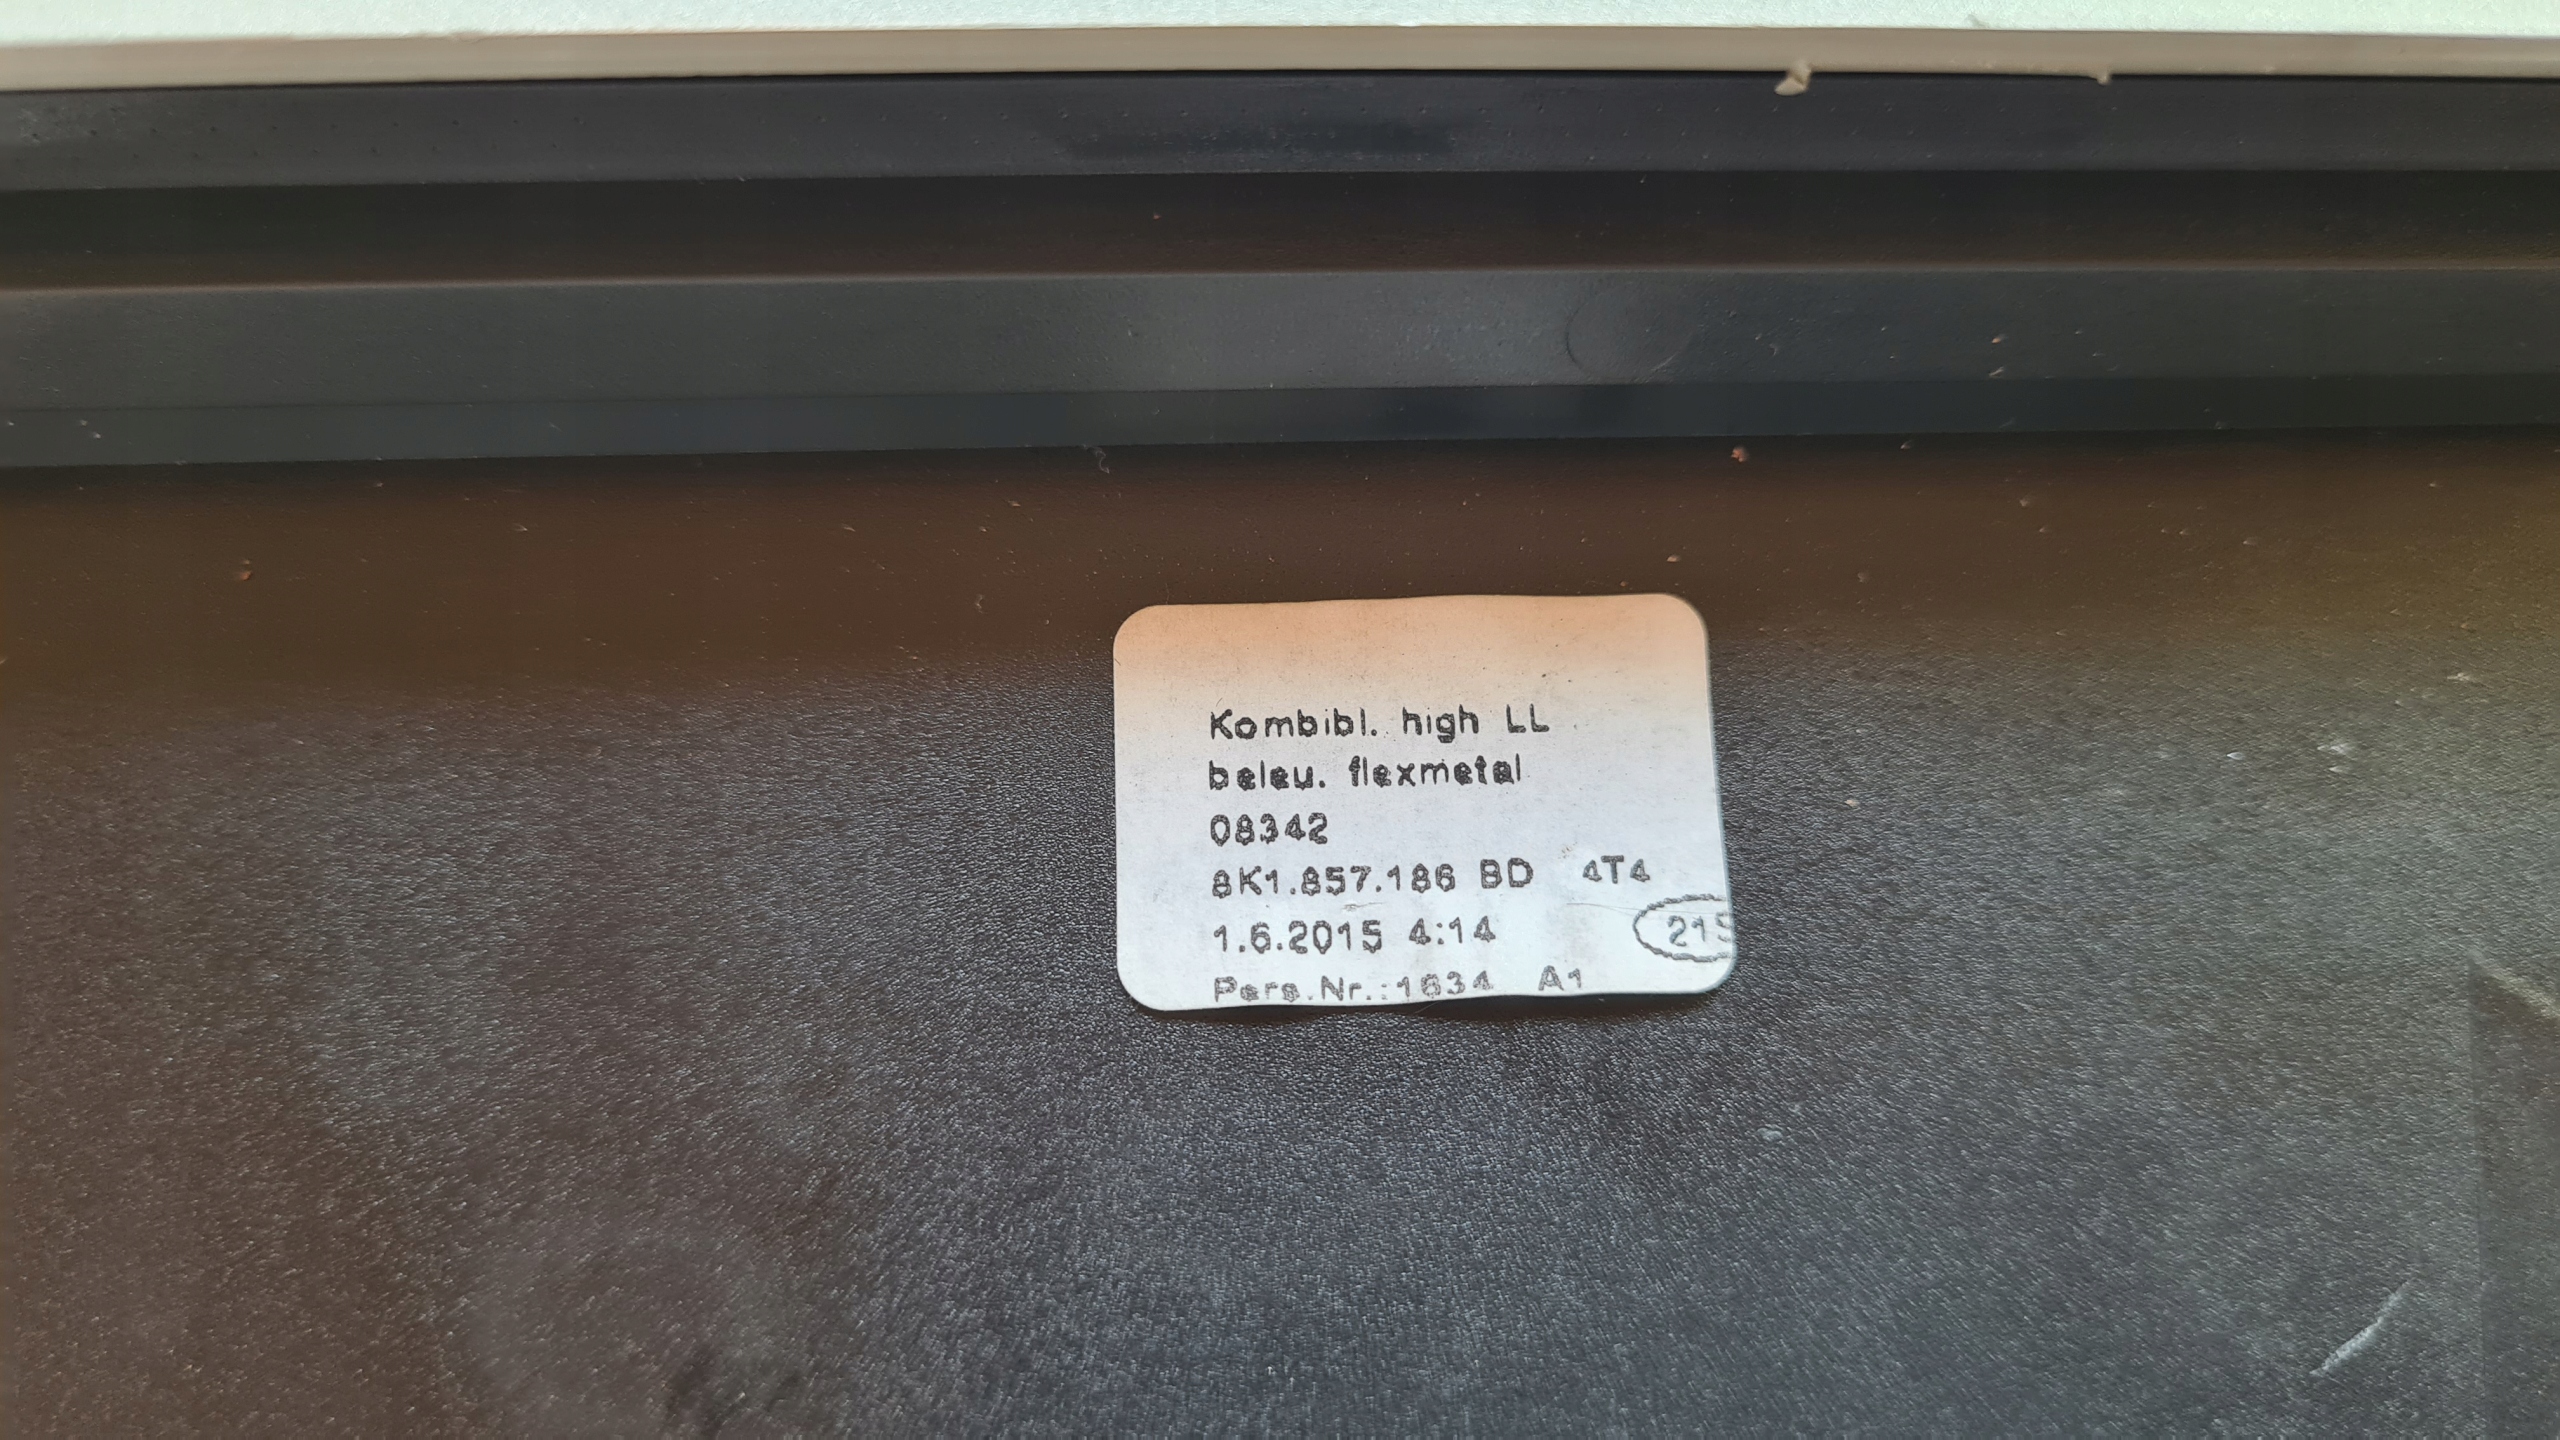 Kombibl. high LL
beleu. flexmetal
08342
8K1.857.186 BD 4T4
1.6.2015 4:14
215
Pers.Nr.:1634 A1